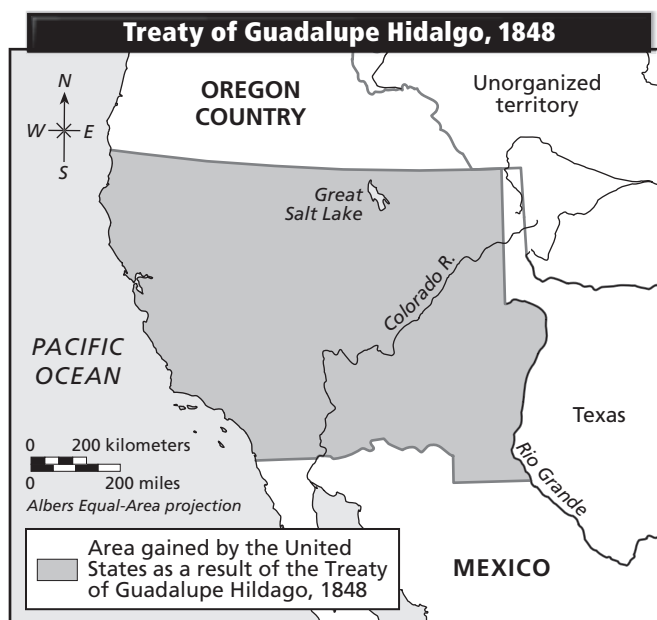 Treaty of Guadalupe Hidalgo, 1848
N
W
E
S
OREGON
COUNTRY
Unorganized
territory
Great
Salt Lake
Colorado R.
PACIFIC
OCEAN
Texas
Rio Grande
0 200 kilometers
0 200 miles
Albers Equal-Area projection
Area gained by the United
States as a result of the Treaty
of Guadalupe Hildago, 1848
MEXICO